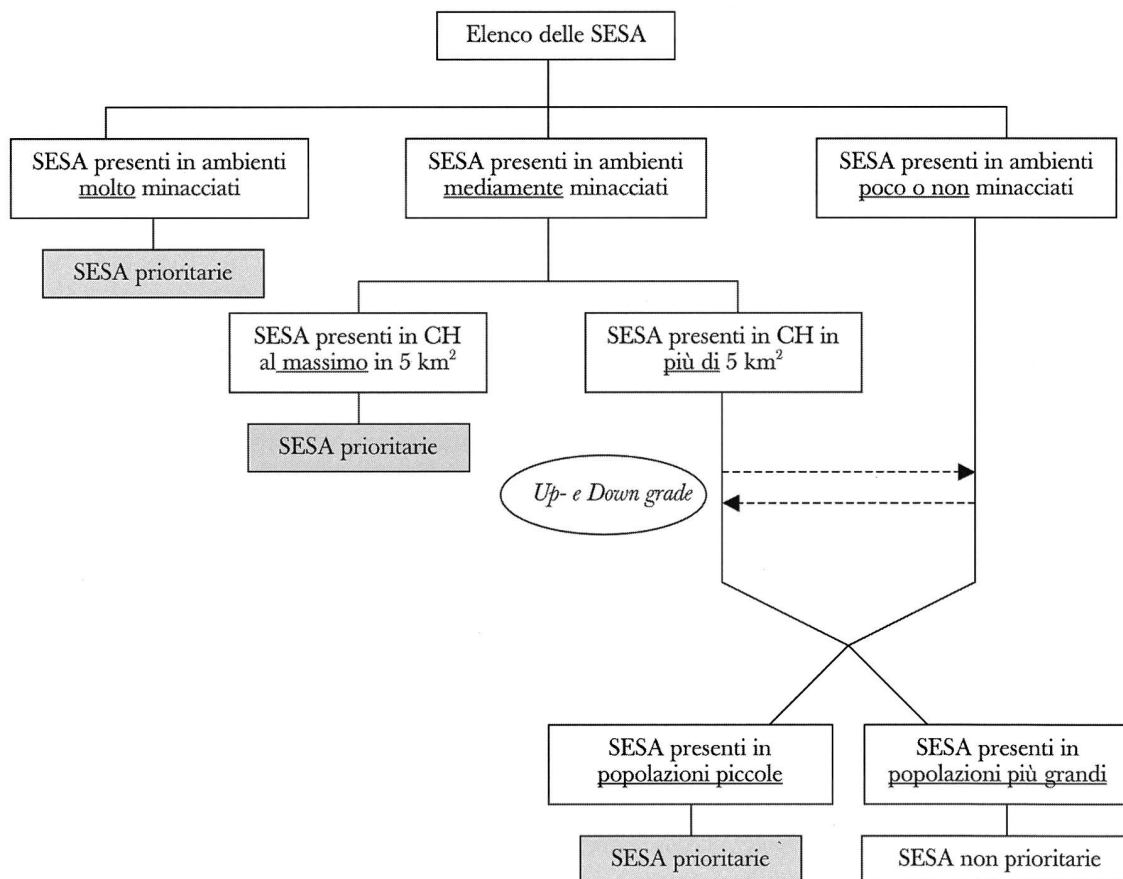 Elenco delle SESA
SESA presenti in ambienti
molto minacciati
SESA presenti in ambienti
mediamente minacciati
SESA presenti in ambienti
poco o non minacciati
SESA prioritarie
SESA presenti in CH
al massimo in 5 km²
SESA presenti in CH in
più di 5 km²
SESA prioritarie
Up- e Down grade
SESA presenti in
popolazioni piccole
SESA presenti in
popolazioni più grandi
SESA prioritarie
SESA non prioritarie